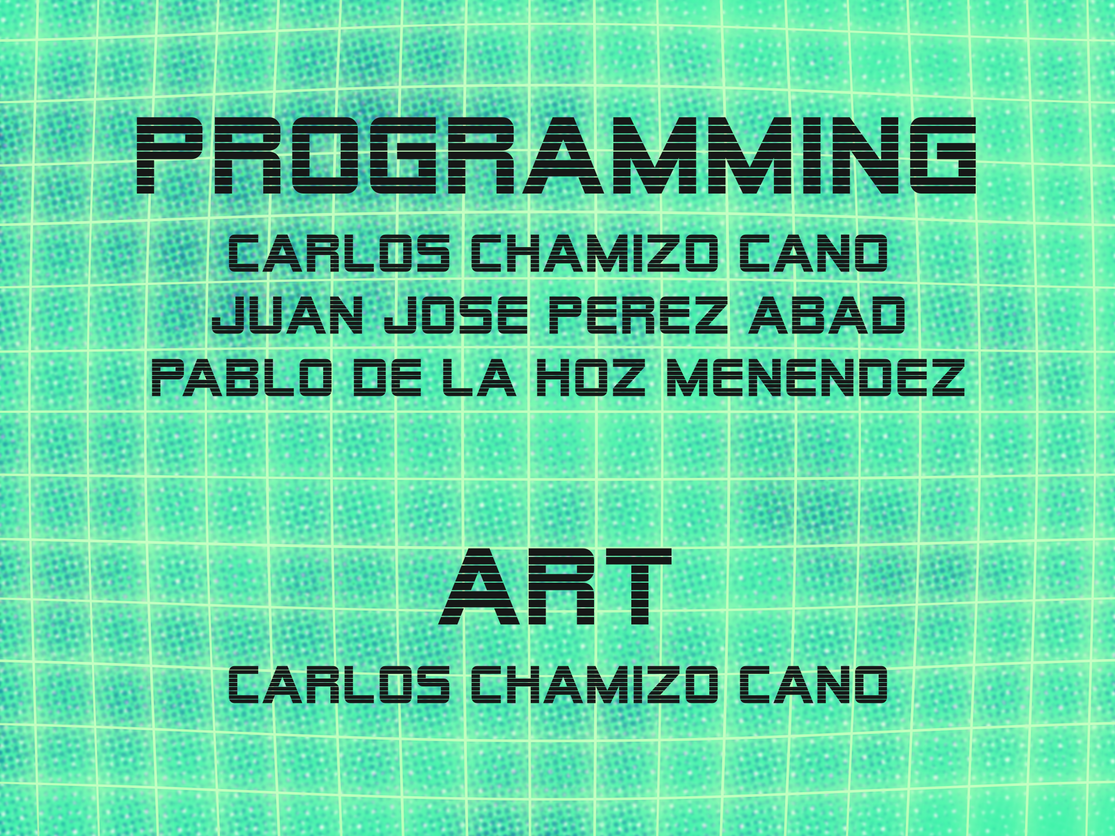 PROGRAMMING
CARLOS CHAMIZO CANO
JUAN JOSE PEREZ ABAD
PABLO DE LA HOZ MENENDEZ
ART
CARLOS CHAMIZO CANO